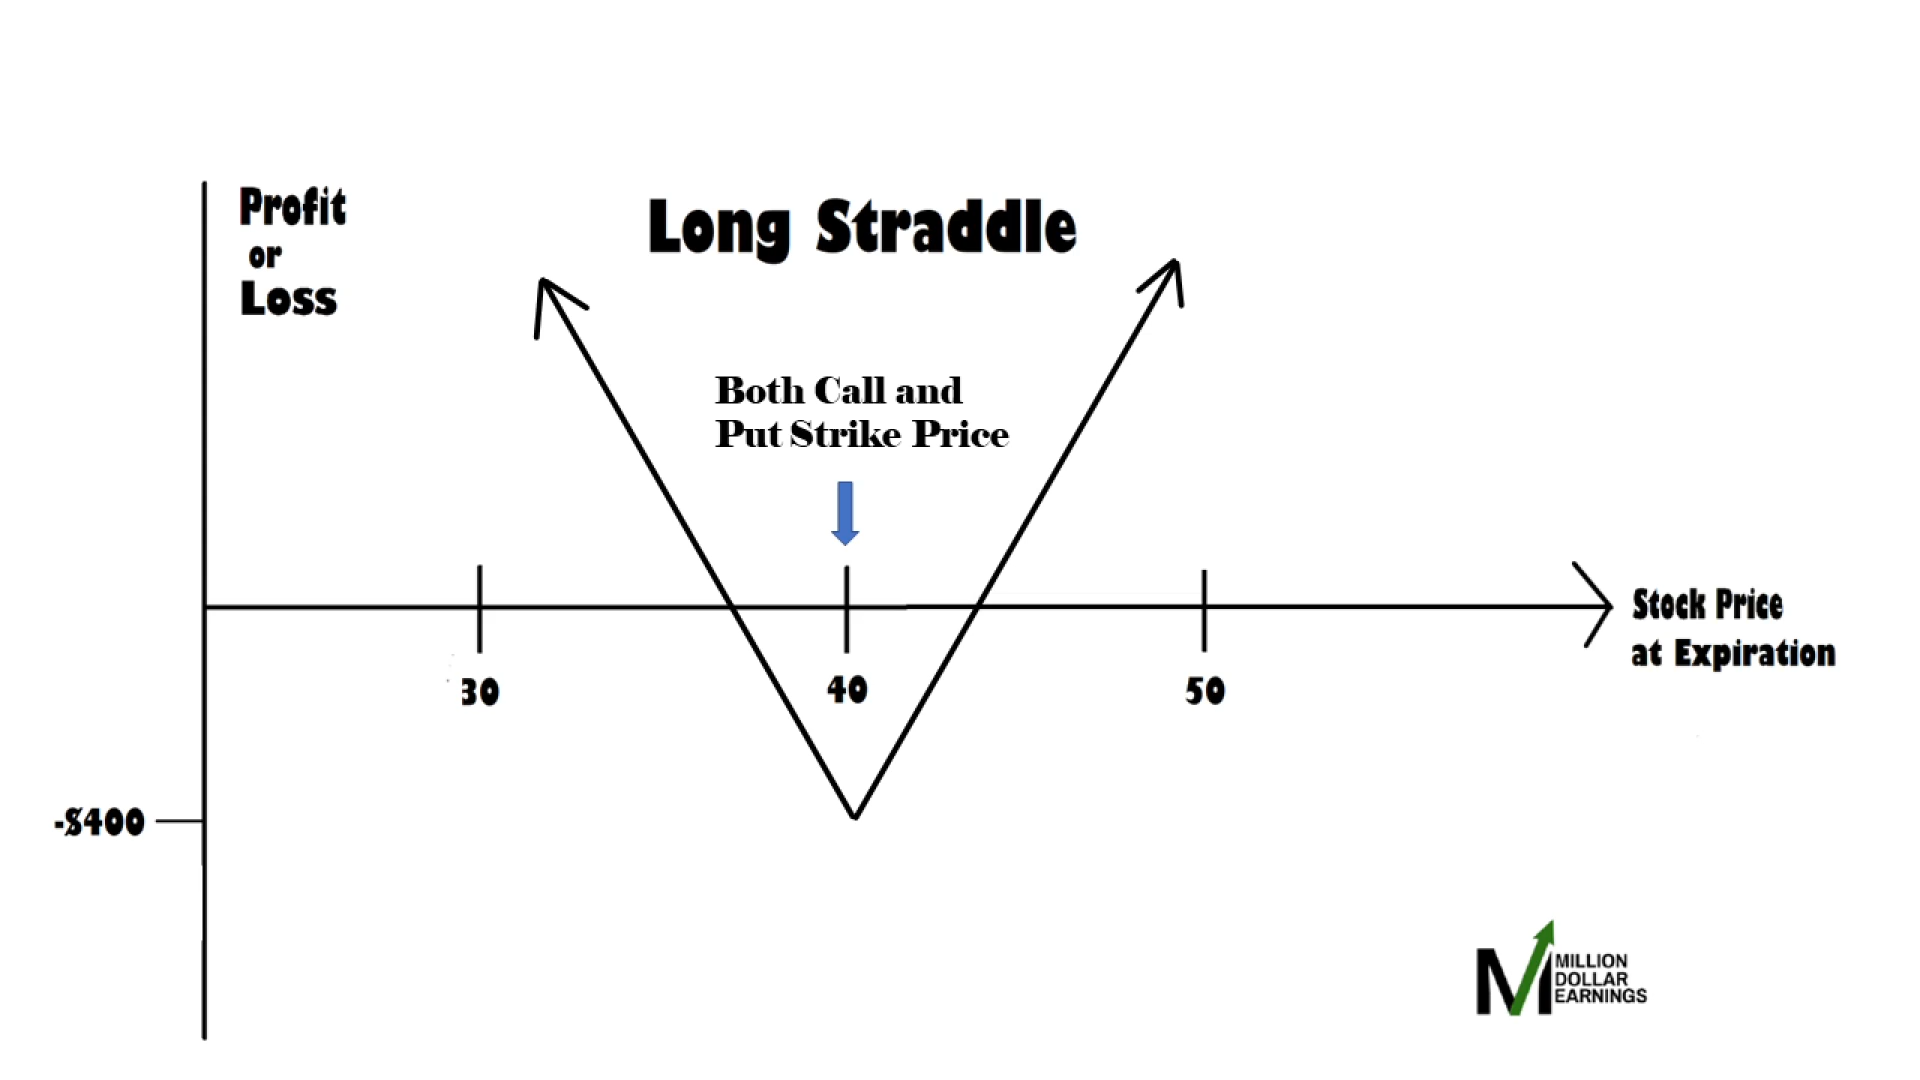 Profit
or
Loss
Long Straddle
Both Call and
Put Strike Price
30
40
50
Stock Price
at Expiration
-$400
MILLION
DOLLAR
EARNINGS